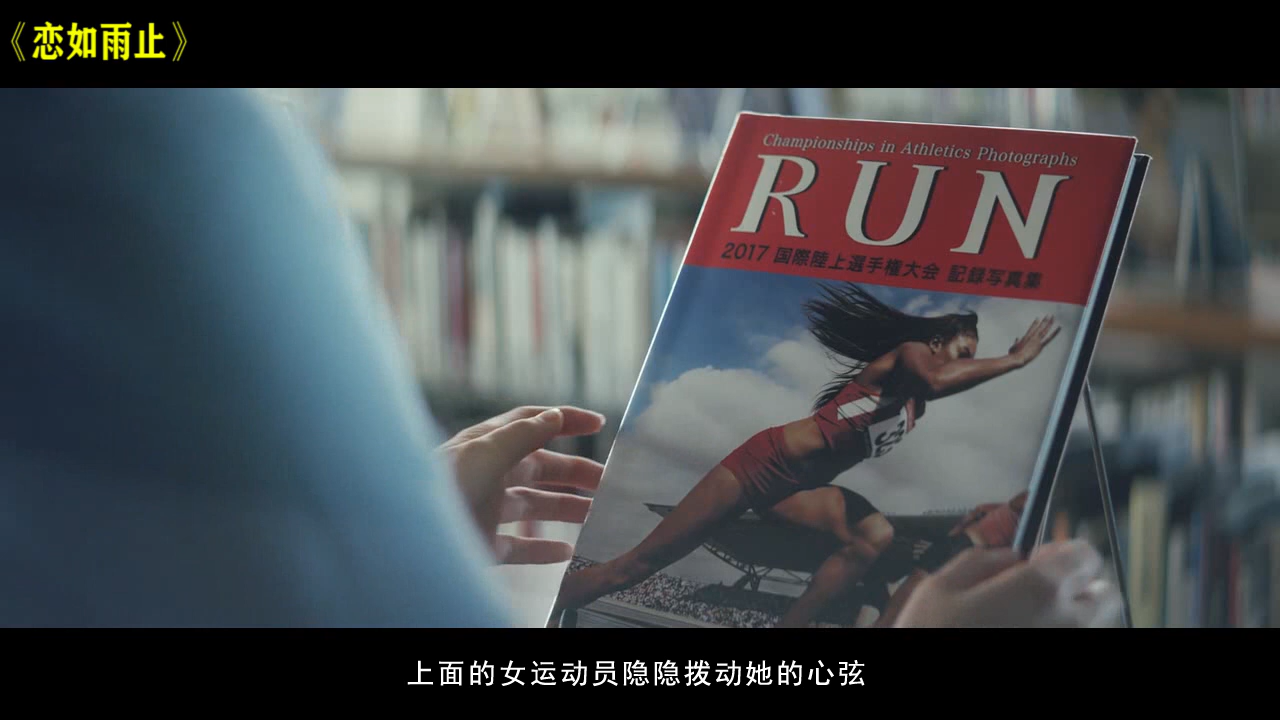 《恋如雨止》
Championships in Athletics Photographs
RUN
2017 国際陸上選手権大会 記録写真集
上面的女运动员隐隐拨动她的心弦